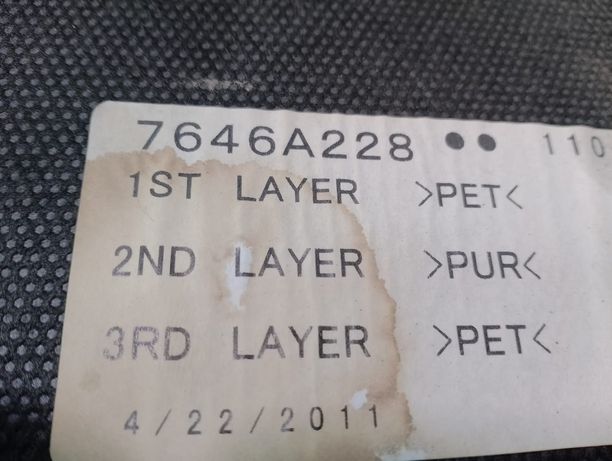 7646A228 ●● 110
1ST LAYER >PET<
2ND LAYER >PUR<
3RD LAYER >PET<
4/22/2011